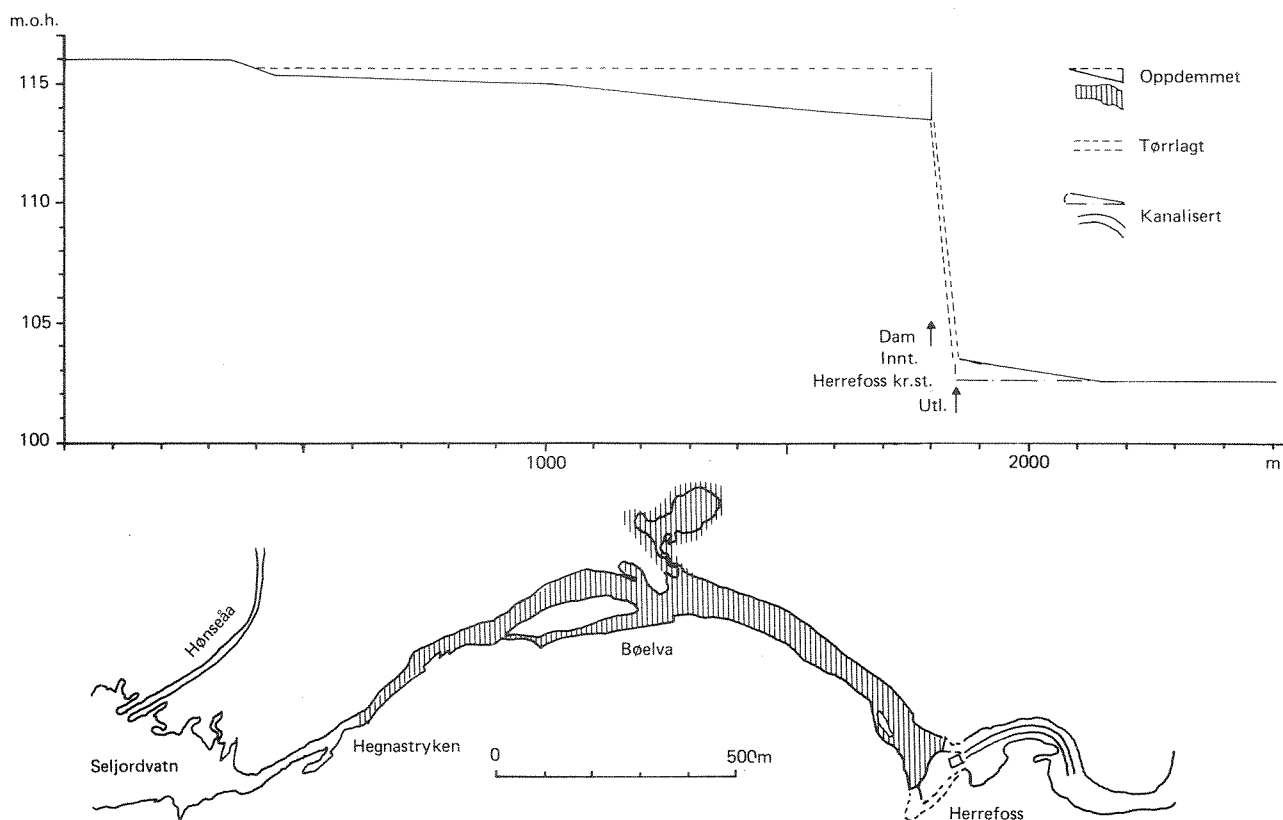 m.o.h.
115
110
105
100
Oppdemmet
Tørrlagt
Kanalisert
Dam
Innt.
Herrefoss kr.st.
Utl.
1000
2000
m
Hønseåa
Bøelva
Hegnastryken
0
500m
Seljordvatn
Herrefoss